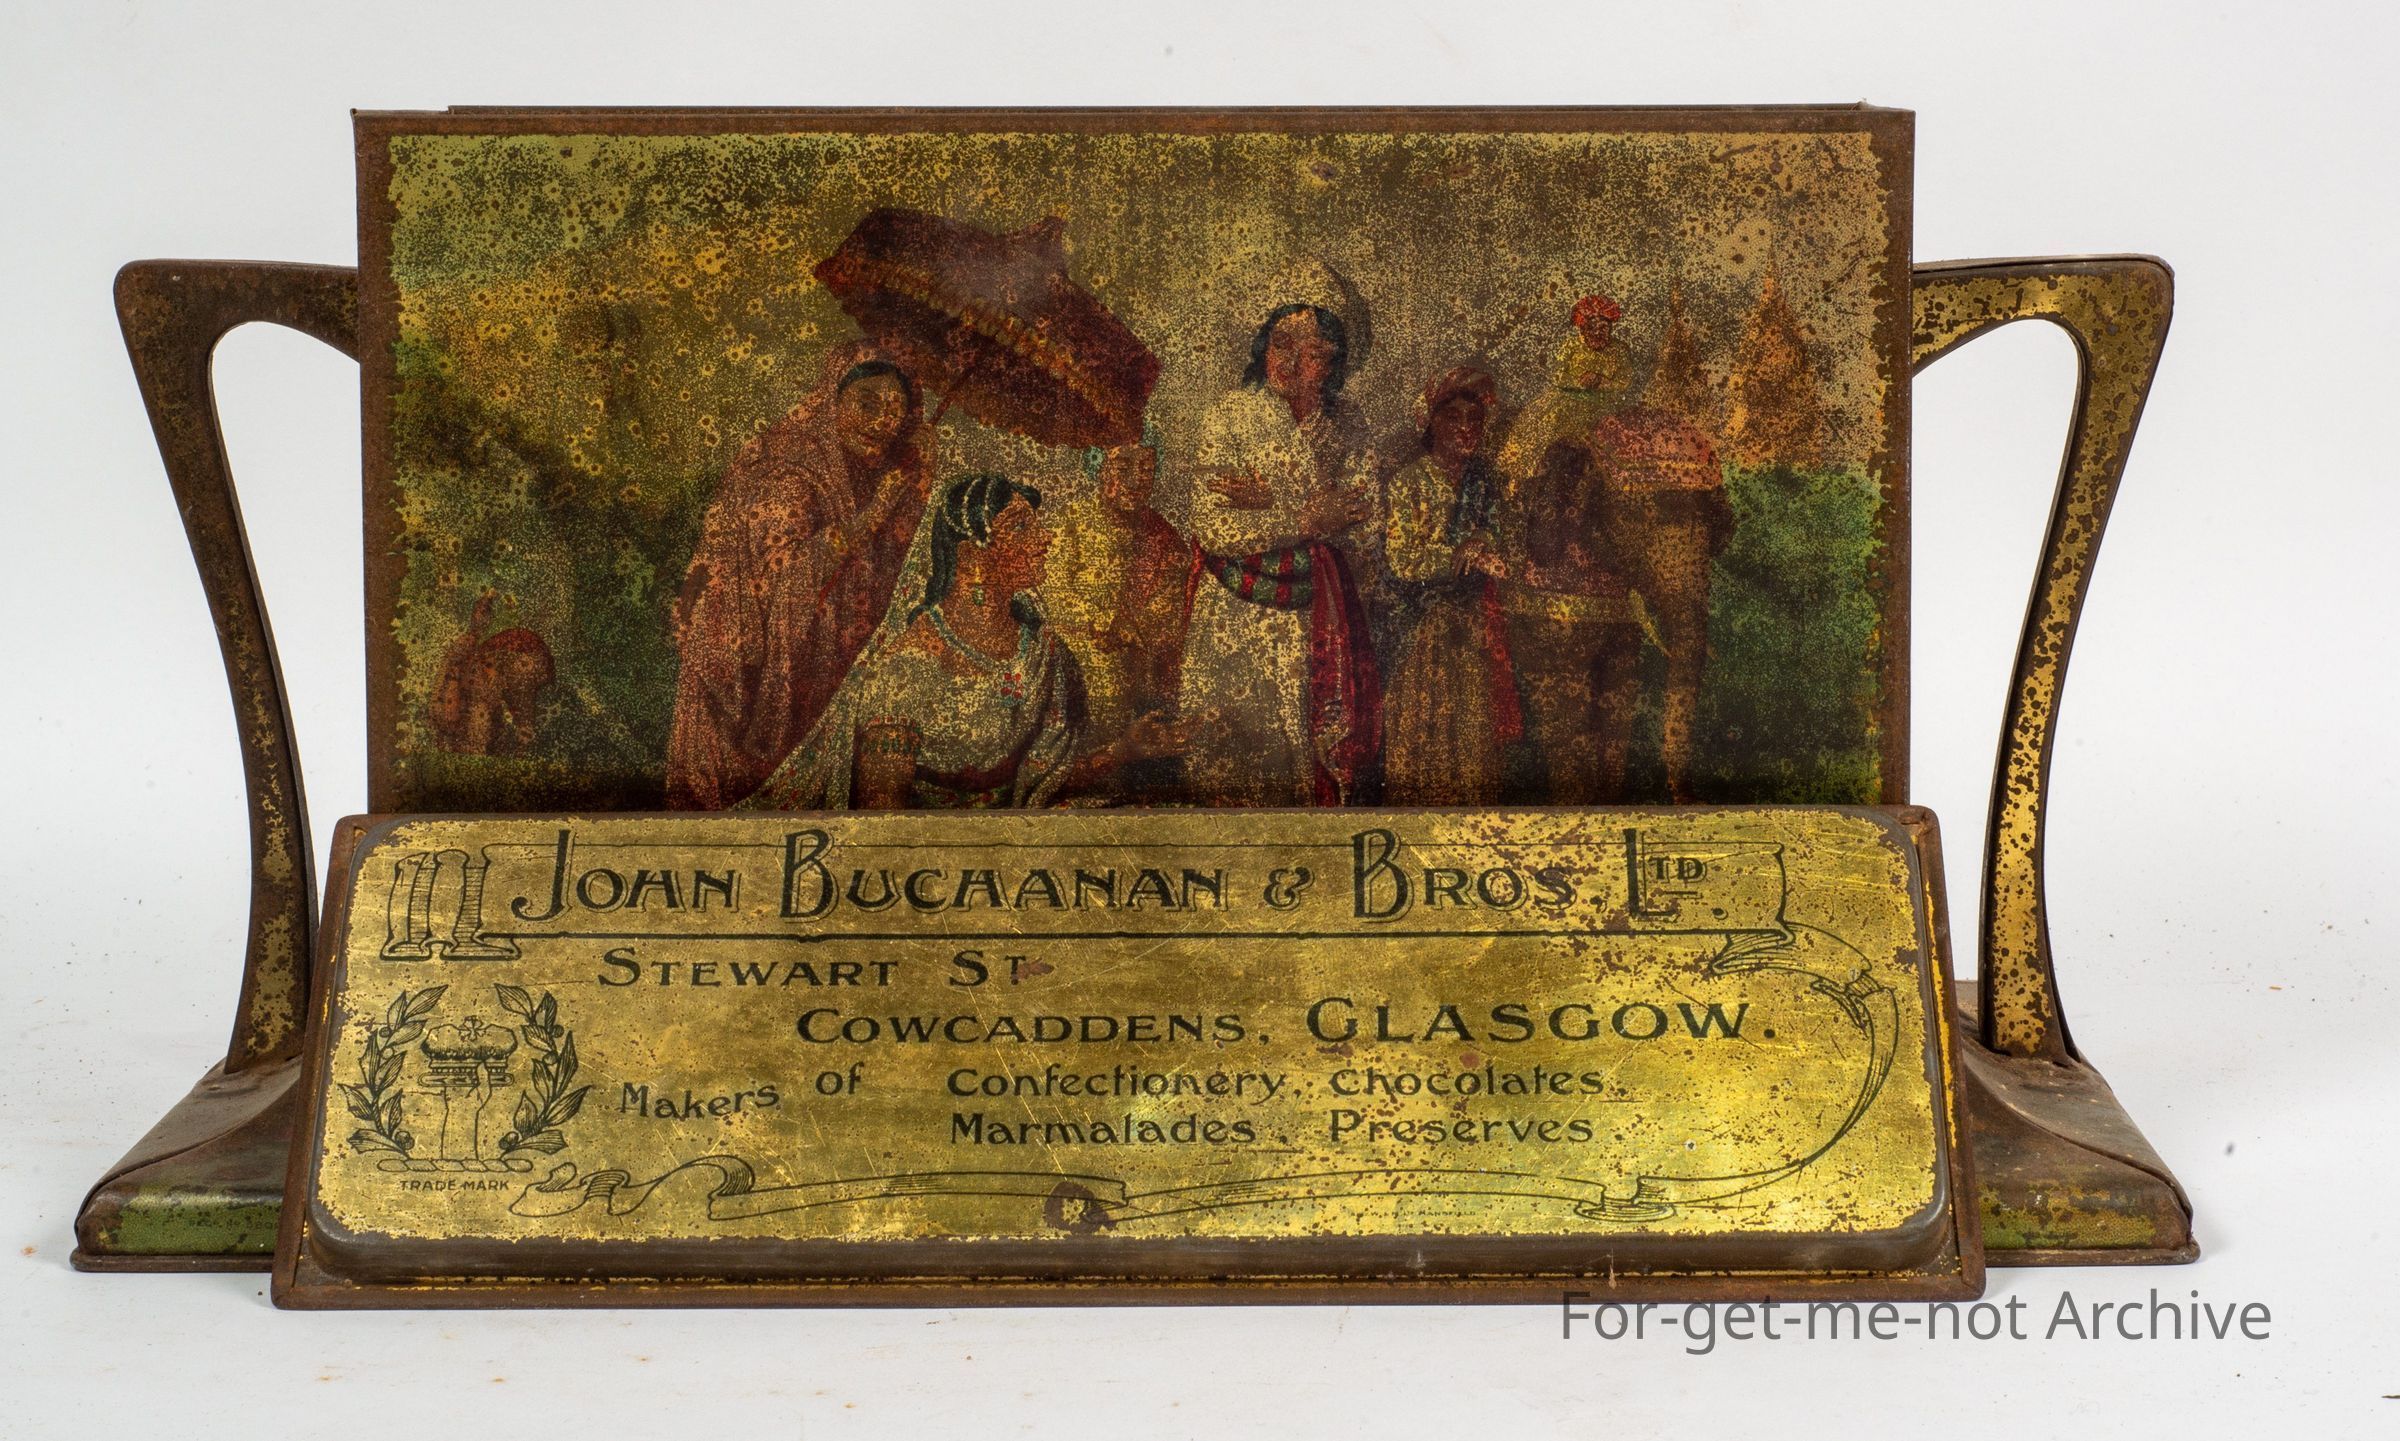 John Buchanan & Bros. Ltd
Stewart St.
Cowcaddens, Glasgow.
Makers of Confectionery, Chocolates,
Marmalades, Preserves.
TRADE MARK
For-get-me-not Archive